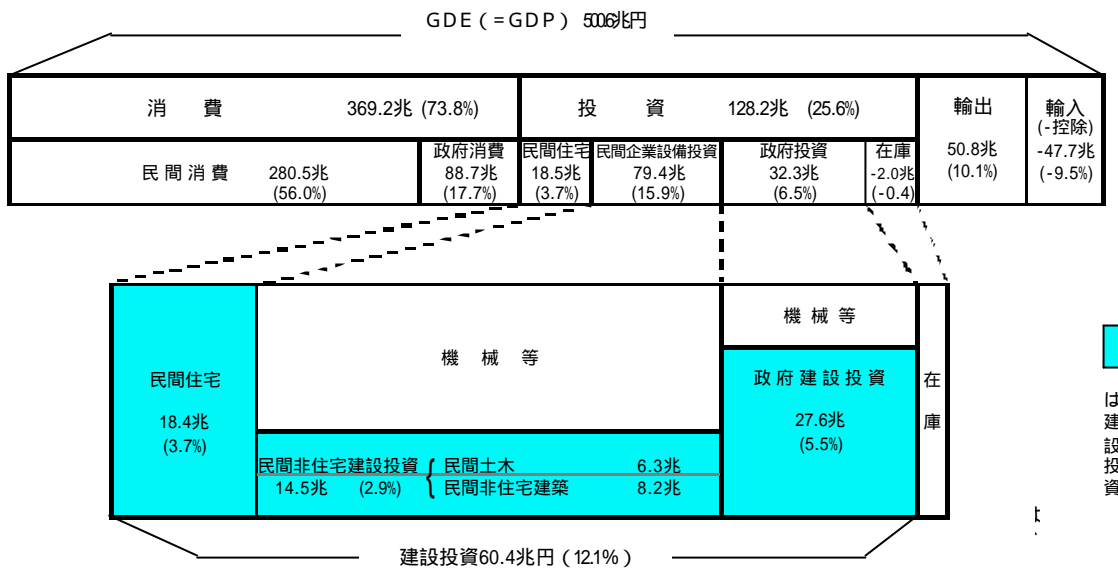 GDE(=GDP) 500.6兆円
消 費 369.2兆 (73.8%)
投 資 128.2兆 (25.6%)
輸出
50.8兆
(10.1%)
輸入
(-控除)
-47.7兆
(-9.5%)
民間消費 280.5兆
(56.0%)
政府消費
88.7兆
(17.7%)
民間住宅
18.5兆
(3.7%)
民間企業設備投資
79.4兆
(15.9%)
政府投資
32.3兆
(6.5%)
在庫
-2.0兆
(-0.4)
民間住宅
18.4兆
(3.7%)
機 械 等
民間非住宅建設投資 { 民間土木 6.3兆
14.5兆 (2.9%) 民間非住宅建築 8.2兆
機 械 等
政府建設投資
27.6兆
(5.5%)
在
庫
は
建
設
投
資
建設投資60.4兆円(12.1%)